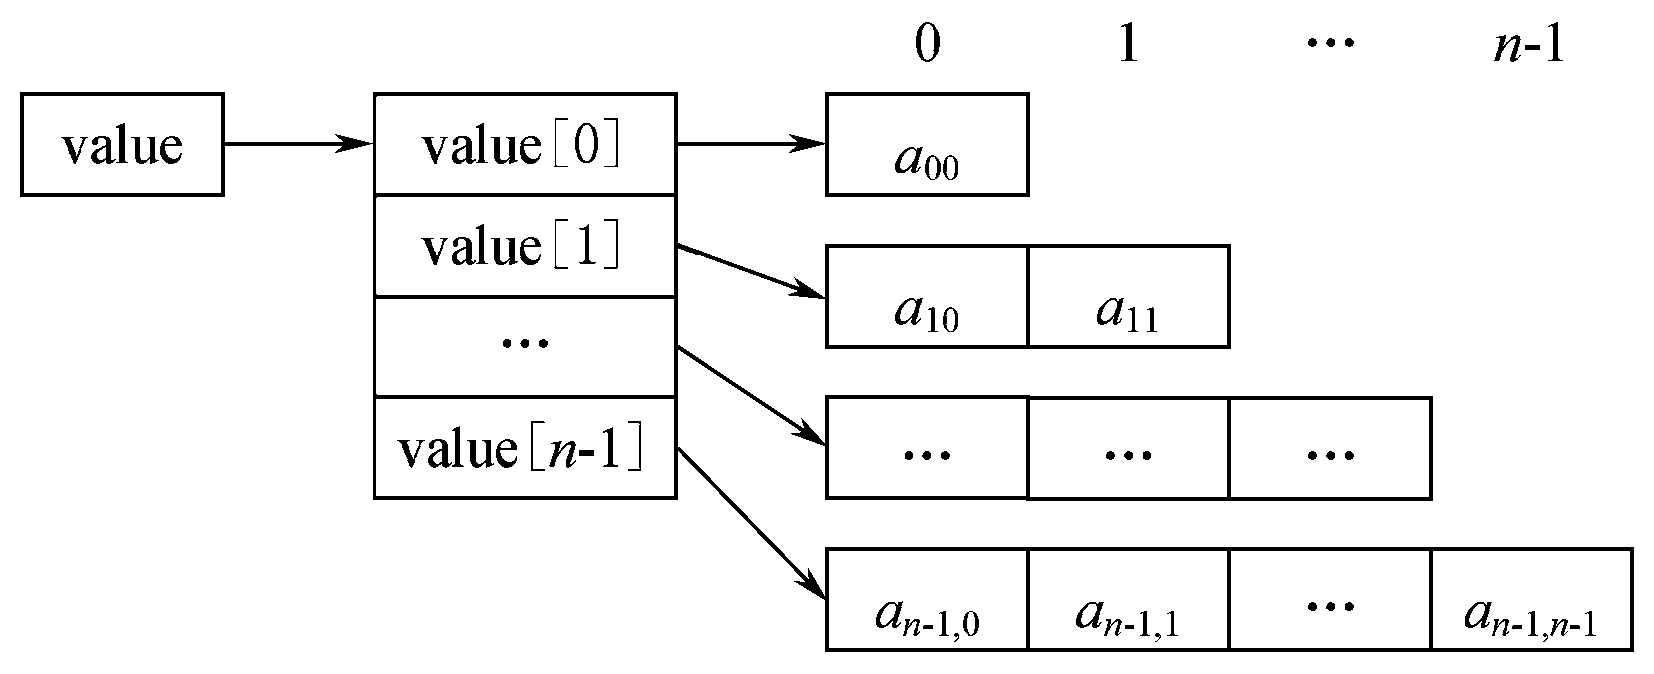 0 1 ··· n-1
value value[0] a00
value[1] a10 a11
···
value[n-1] ··· ··· ···
an-1,0 an-1,1 ··· an-1,n-1